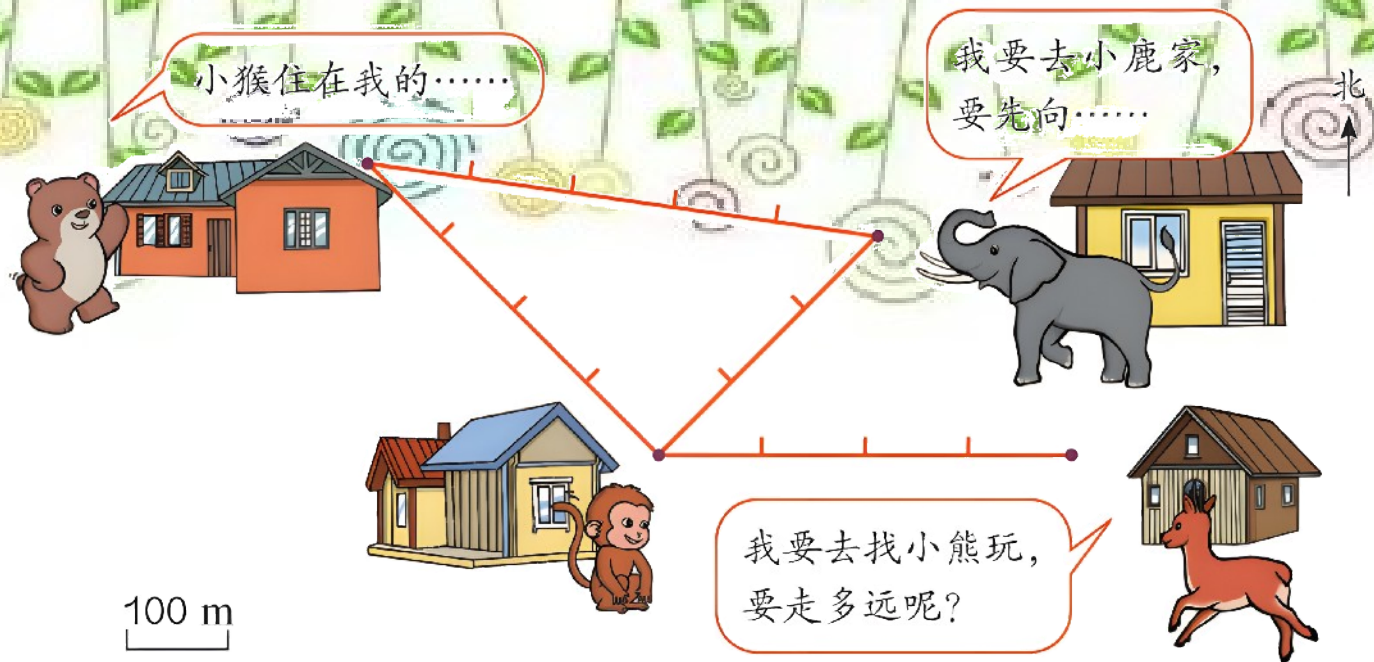 小猴住在我的……
我要去小鹿家，
要先向……
北
我要去找小熊玩，
要走多远呢？
100 m